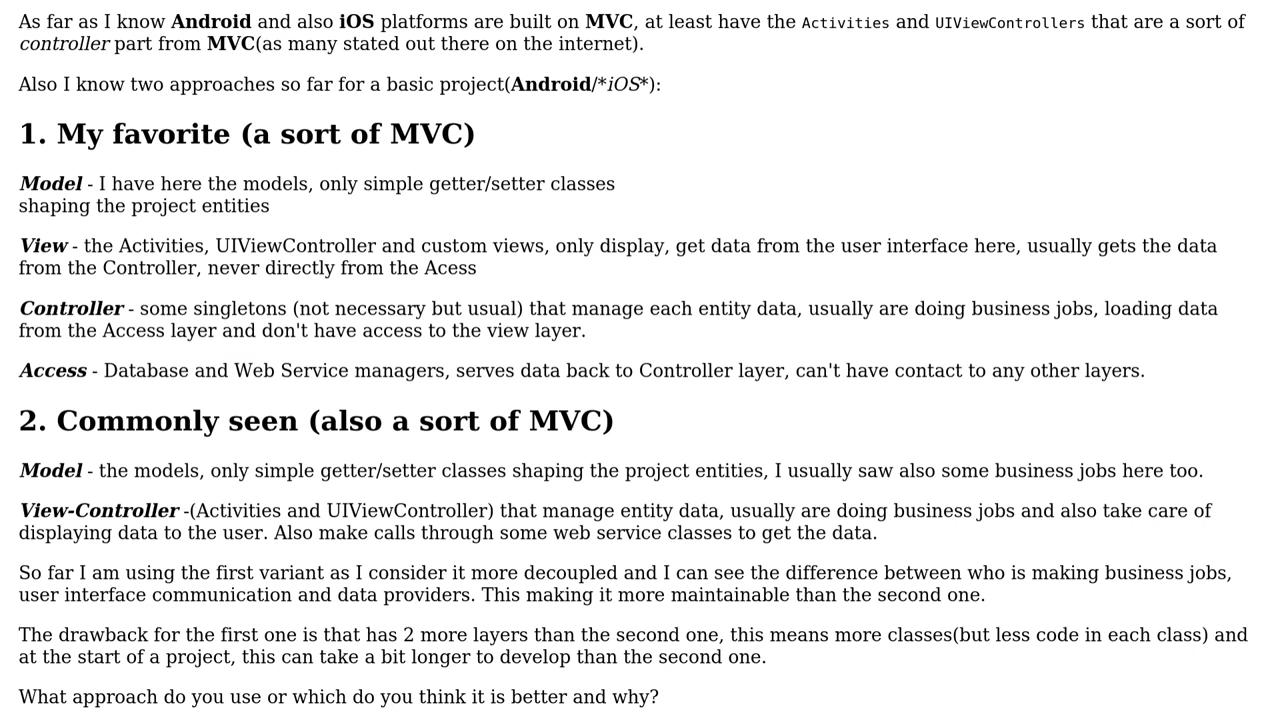 As far as I know Android and also iOS platforms are built on MVC, at least have the Activities and UIViewControllers that are a sort of
controller part from MVC(as many stated out there on the internet).
Also I know two approaches so far for a basic project(Android/*iOS*):
1. My favorite (a sort of MVC)
Model - I have here the models, only simple getter/setter classes
shaping the project entities
View - the Activities, UIViewController and custom views, only display, get data from the user interface here, usually gets the data
from the Controller, never directly from the Acess
Controller - some singletons (not necessary but usual) that manage each entity data, usually are doing business jobs, loading data
from the Access layer and don't have access to the view layer.
Access - Database and Web Service managers, serves data back to Controller layer, can't have contact to any other layers.
2. Commonly seen (also a sort of MVC)
Model - the models, only simple getter/setter classes shaping the project entities, I usually saw also some business jobs here too.
View-Controller -(Activities and UIViewController) that manage entity data, usually are doing business jobs and also take care of
displaying data to the user. Also make calls through some web service classes to get the data.
So far I am using the first variant as I consider it more decoupled and I can see the difference between who is making business jobs,
user interface communication and data providers. This making it more maintainable than the second one.
The drawback for the first one is that has 2 more layers than the second one, this means more classes(but less code in each class) and
at the start of a project, this can take a bit longer to develop than the second one.
What approach do you use or which do you think it is better and why?